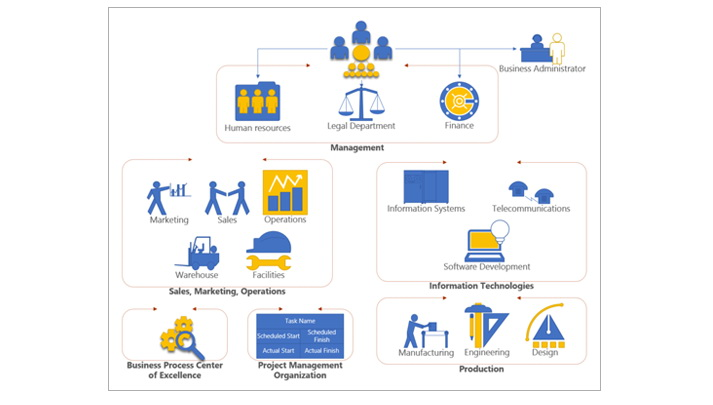 Business Administrator
Human resources
Legal Department
Finance
Management
Marketing
Sales
Operations
Warehouse
Facilities
Sales, Marketing, Operations
Information Systems
Telecommunications
Software Development
Information Technologies
Business Process Center
of Excellence
Task Name
Scheduled Start
Scheduled
Finish
Actual Start
Actual Finish
Project Management
Organization
Manufacturing
Engineering
Design
Production